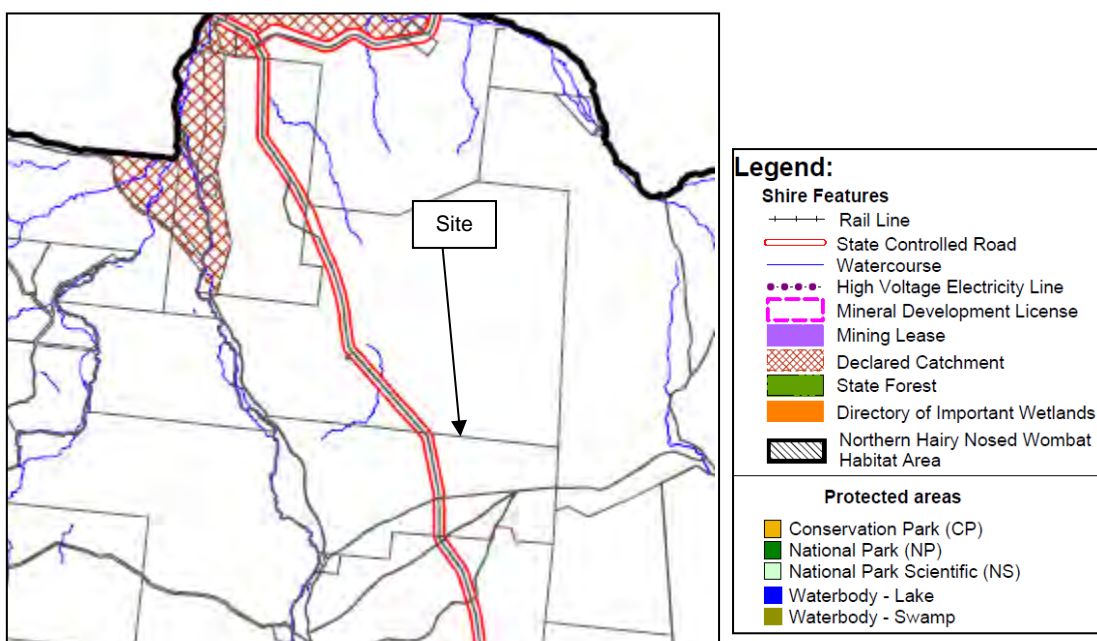 Site
Legend:
Shire Features
Rail Line
State Controlled Road
Watercourse
High Voltage Electricity Line
Mineral Development License
Mining Lease
Declared Catchment
State Forest
Directory of Important Wetlands
Northern Hairy Nosed Wombat
Habitat Area
Protected areas
Conservation Park (CP)
National Park (NP)
National Park Scientific (NS)
Waterbody - Lake
Waterbody - Swamp